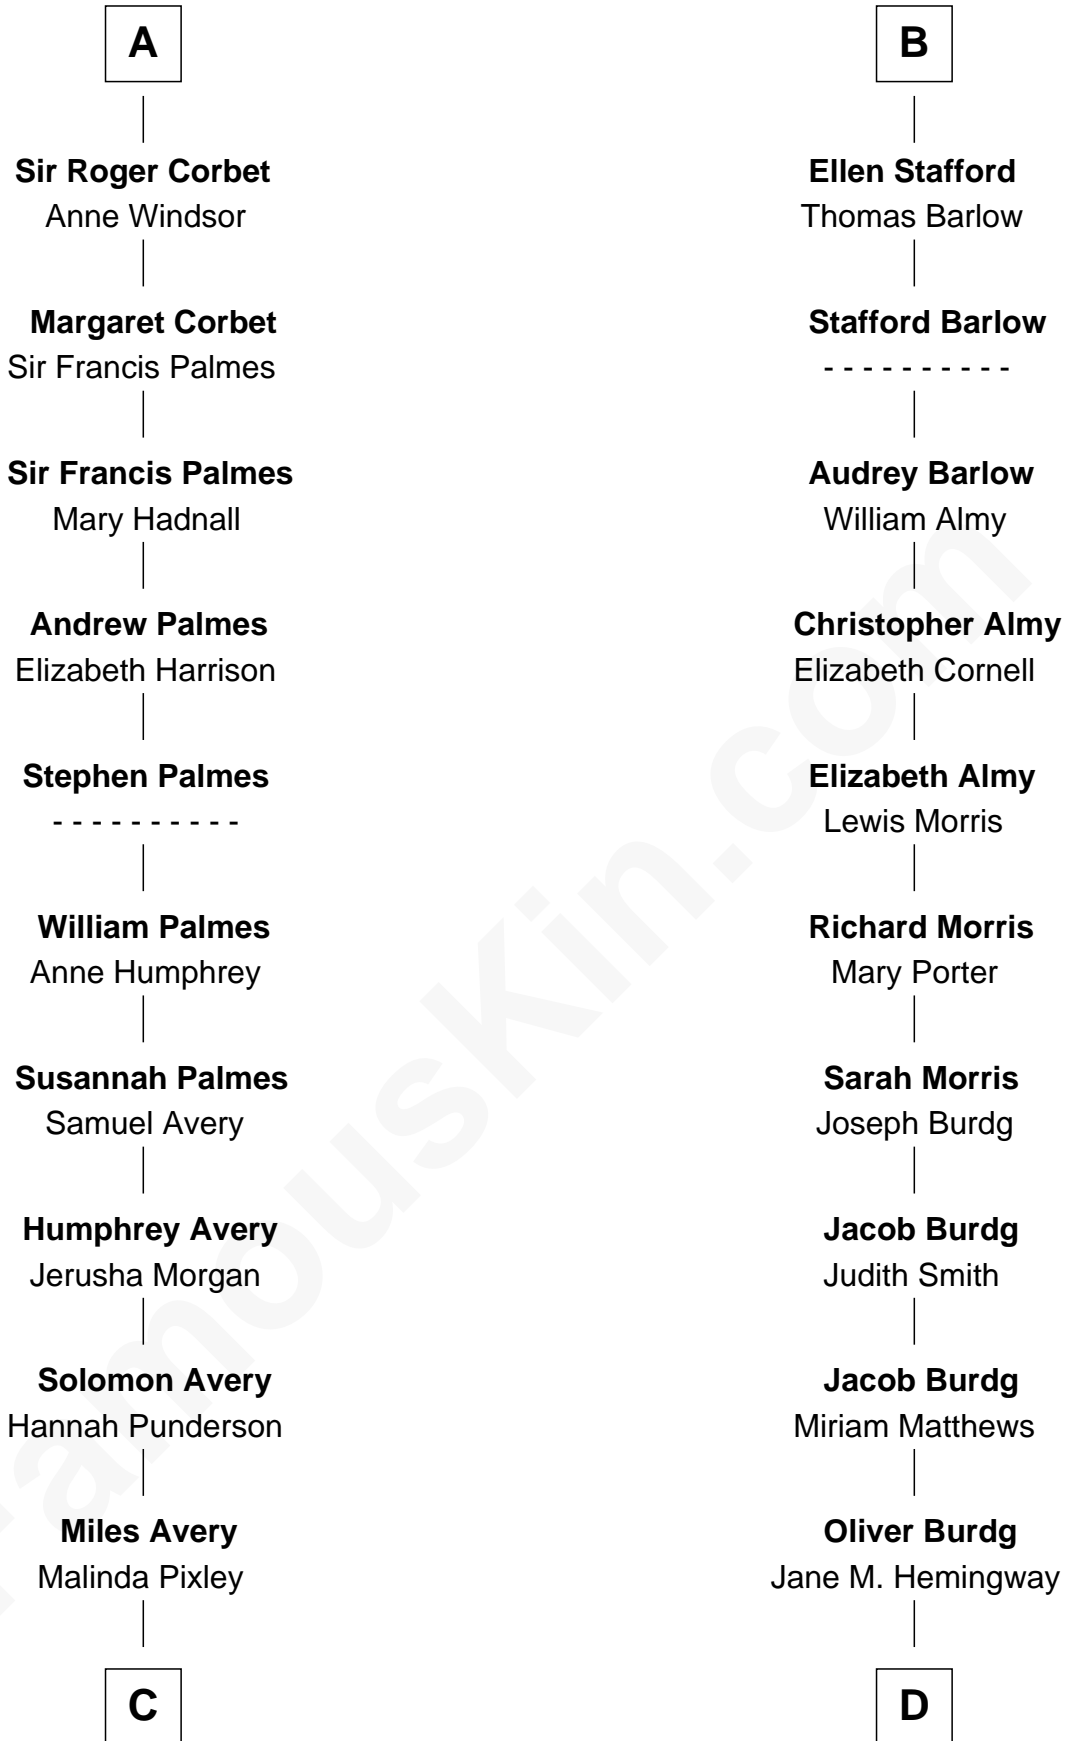 A
Sir Roger Corbet
Anne Windsor
Margaret Corbet
Sir Francis Palmes
Sir Francis Palmes
Mary Hadnall
Andrew Palmes
Elizabeth Harrison
Stephen Palmes
- - - - - - - - - -
William Palmes
Anne Humphrey
Susannah Palmes
Samuel Avery
Humphrey Avery
Jerusha Morgan
Solomon Avery
Hannah Punderson
Miles Avery
Malinda Pixley
C
B
Ellen Stafford
Thomas Barlow
Stafford Barlow
- - - - - - - - - -
Audrey Barlow
William Almy
Christopher Almy
Elizabeth Cornell
Elizabeth Almy
Lewis Morris
Richard Morris
Mary Porter
Sarah Morris
Joseph Burdg
Jacob Burdg
Judith Smith
Jacob Burdg
Miriam Matthews
Oliver Burdg
Jane M. Hemingway
D
FamousKin.com